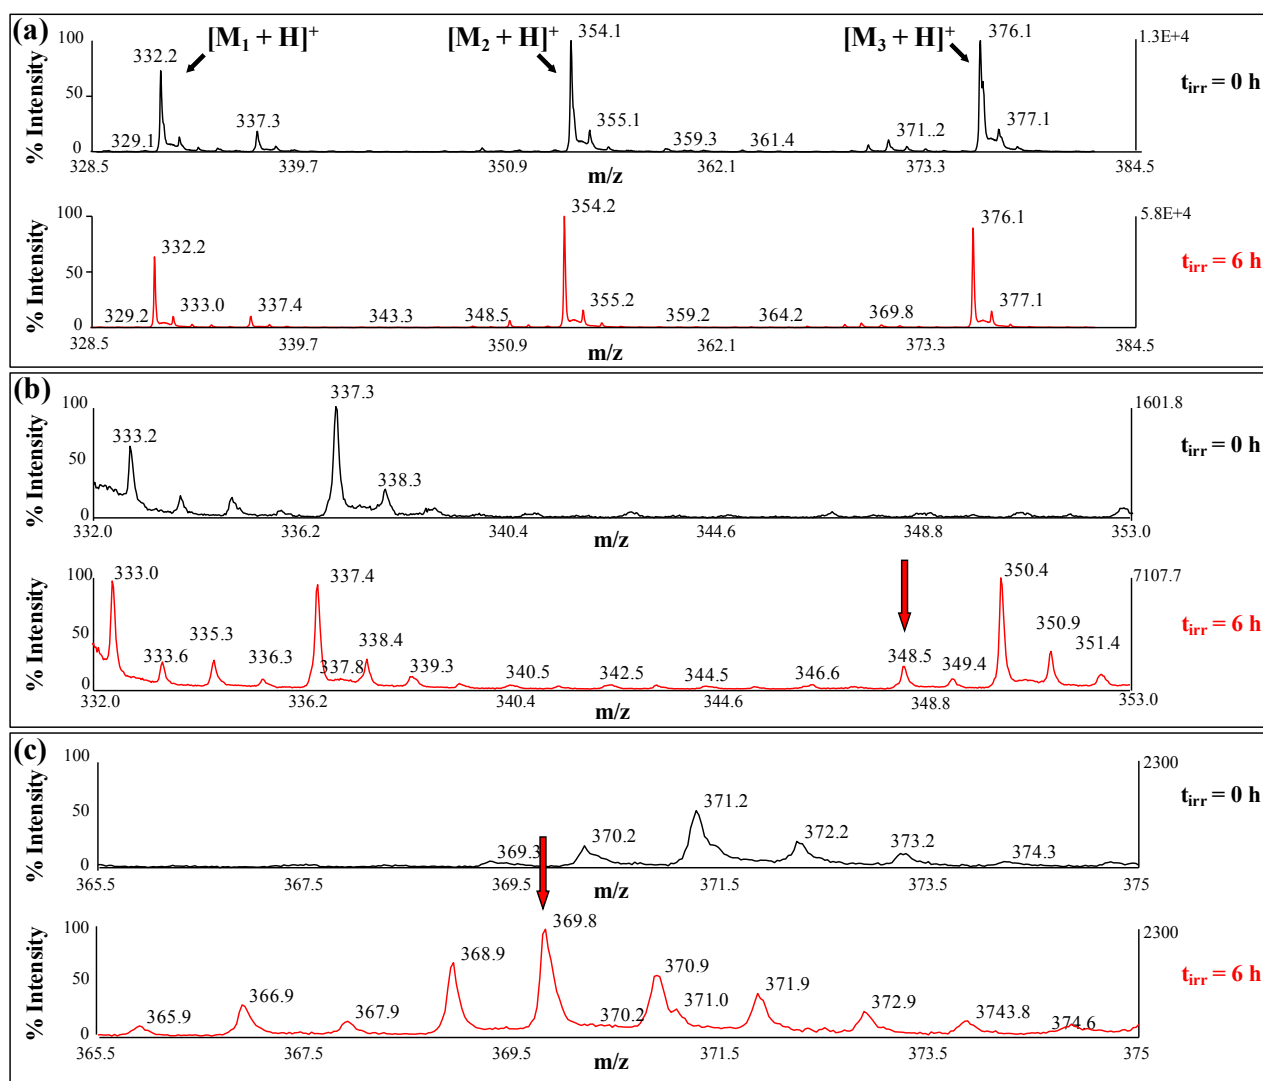 (a)
[M₁ + H]⁺
[M₂ + H]⁺
[M₃ + H]⁺
% Intensity
100
50
0
332.2
329.1
337.3
354.1
355.1
359.3
361.4
371..2
376.1
377.1
1.3E+4
t_irr = 0 h
328.5 339.7 350.9 362.1 373.3 384.5
m/z
% Intensity
100
50
0
329.2
332.2
333.0
337.4
343.3
348.5
354.2
355.2
359.2
364.2
369.8
376.1
377.1
5.8E+4
t_irr = 6 h
328.5 339.7 350.9 362.1 373.3 384.5
m/z
(b)
% Intensity
100
50
0
333.2
337.3
338.3
1601.8
t_irr = 0 h
332.0 336.2 340.4 344.6 348.8 353.0
m/z
% Intensity
100
50
0
333.0
333.6
335.3
336.3
337.4
337.8
338.4
339.3
340.5
342.5
344.5
346.6
348.5
349.4
350.4
350.9
351.4
7107.7
t_irr = 6 h
332.0 336.2 340.4 344.6 348.8 353.0
m/z
(c)
% Intensity
100
50
0
369.3
370.2
371.2
372.2
373.2
374.3
2300
t_irr = 0 h
365.5 367.5 369.5 371.5 373.5 375
m/z
% Intensity
100
50
0
365.9
366.9
367.9
368.9
369.8
370.2
370.9
371.0
371.9
372.9
3743.8
374.6
2300
t_irr = 6 h
365.5 367.5 369.5 371.5 373.5 375
m/z